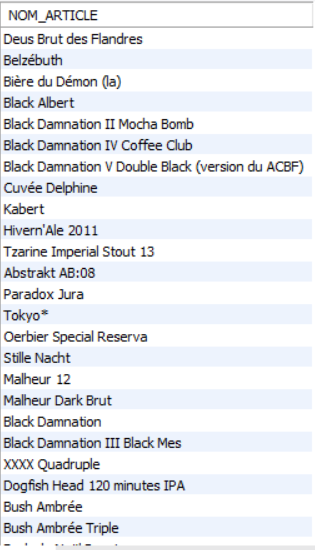 NOM_ARTICLE
Deus Brut des Flandres
Belzébuth
Bière du Démon (la)
Black Albert
Black Damnation II Mocha Bomb
Black Damnation IV Coffee Club
Black Damnation V Double Black (version du ACBF)
Cuvée Delphine
Kabert
Hivern'Ale 2011
Tzarine Imperial Stout 13
Abstrakt AB:08
Paradox Jura
Tokyo*
Oerbier Special Reserva
Stille Nacht
Malheur 12
Malheur Dark Brut
Black Damnation
Black Damnation III Black Mes
XXXX Quadruple
Dogfish Head 120 minutes IPA
Bush Ambrée
Bush Ambrée Triple